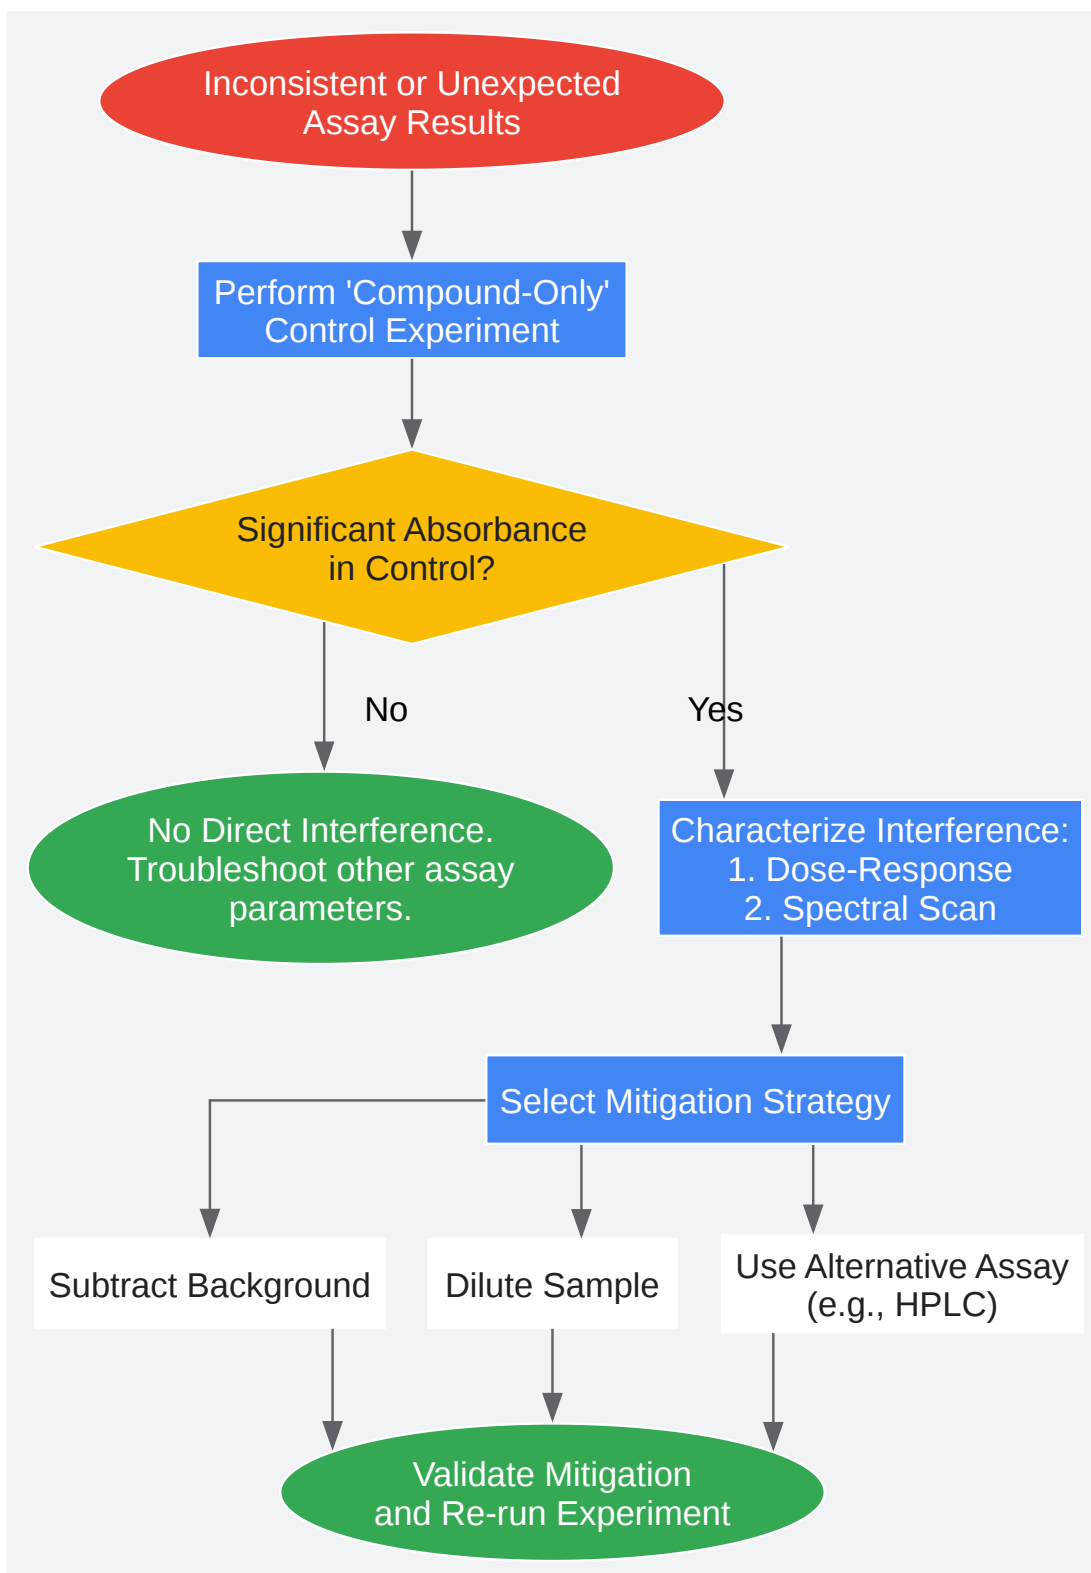 Inconsistent or Unexpected
Assay Results
Perform 'Compound-Only'
Control Experiment
Significant Absorbance
in Control?
No
Yes
No Direct Interference.
Troubleshoot other assay
parameters.
Characterize Interference:
1. Dose-Response
2. Spectral Scan
Select Mitigation Strategy
Subtract Background
Dilute Sample
Use Alternative Assay
(e.g., HPLC)
Validate Mitigation
and Re-run Experiment